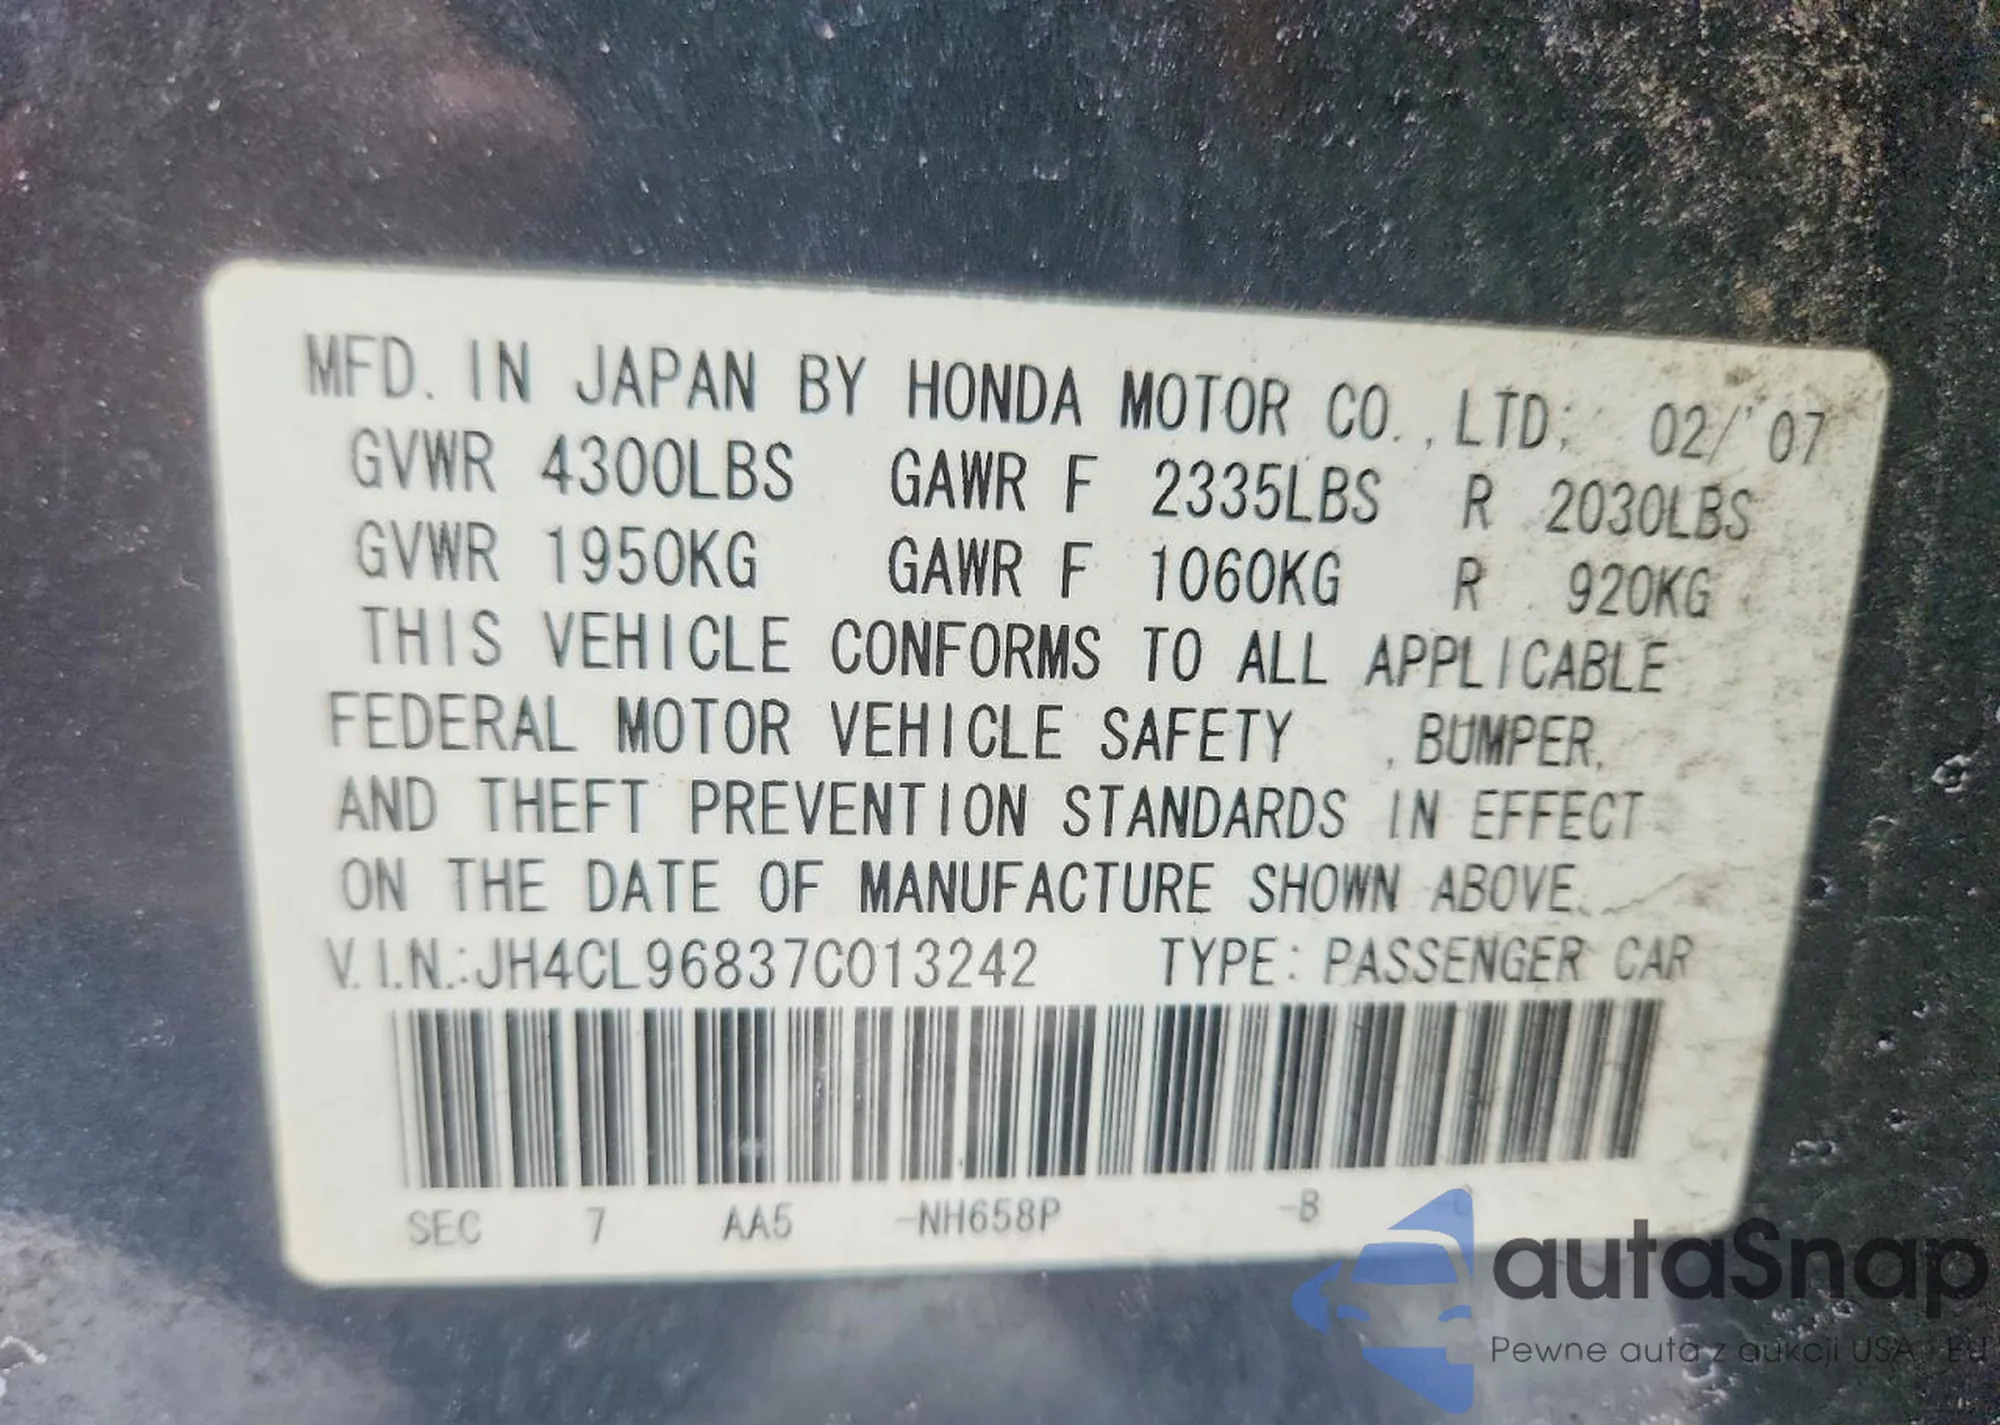 MFD. IN JAPAN BY HONDA MOTOR CO., LTD; 02/'07
GVWR 4300LBS GAWR F 2335LBS R 2030LBS
GVWR 1950KG GAWR F 1060KG R 920KG
THIS VEHICLE CONFORMS TO ALL APPLICABLE
FEDERAL MOTOR VEHICLE SAFETY , BUMPER,
AND THEFT PREVENTION STANDARDS IN EFFECT
ON THE DATE OF MANUFACTURE SHOWN ABOVE.
V.I.N.:JH4CL96837C013242 TYPE: PASSENGER CAR
SEC 7 AA5 -NH658P -B
autaSnap
Pewne auta z aukcji USA i EU